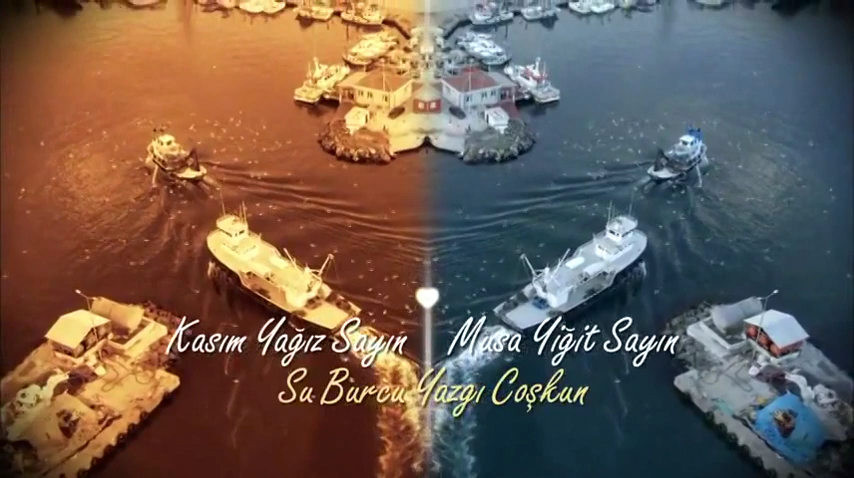 Kasım Yağız Sayın Musa Yiğit Sayın
Su Burcu Yazgı Coşkun